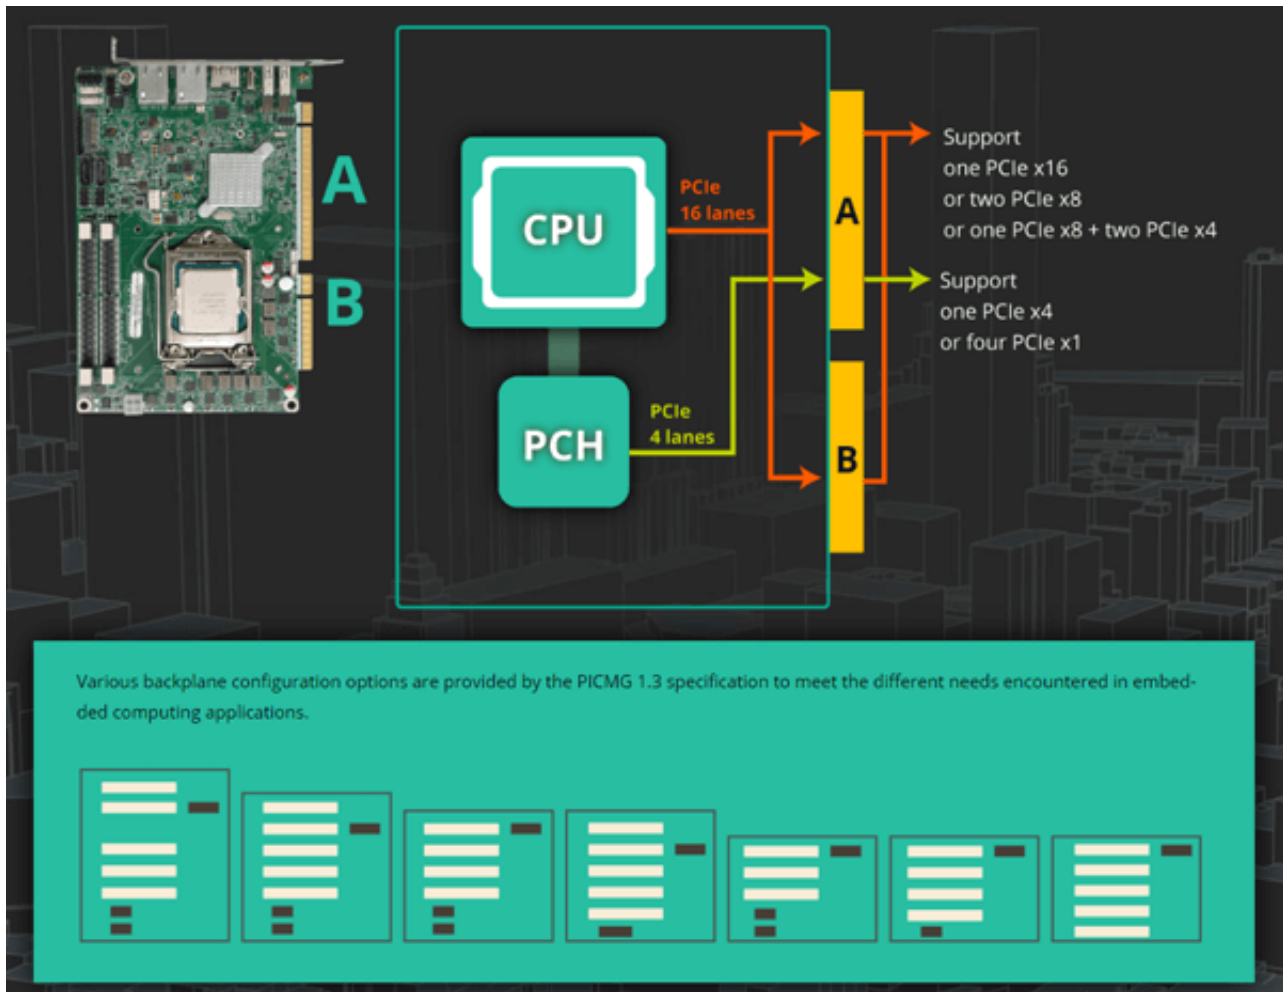 A
B
CPU
PCIe
16 lanes
A
Support
one PCIe x16
or two PCIe x8
or one PCIe x8 + two PCIe x4
Support
one PCIe x4
or four PCIe x1
PCH
PCIe
4 lanes
B
Various backplane configuration options are provided by the PICMG 1.3 specification to meet the different needs encountered in embed-
ded computing applications.